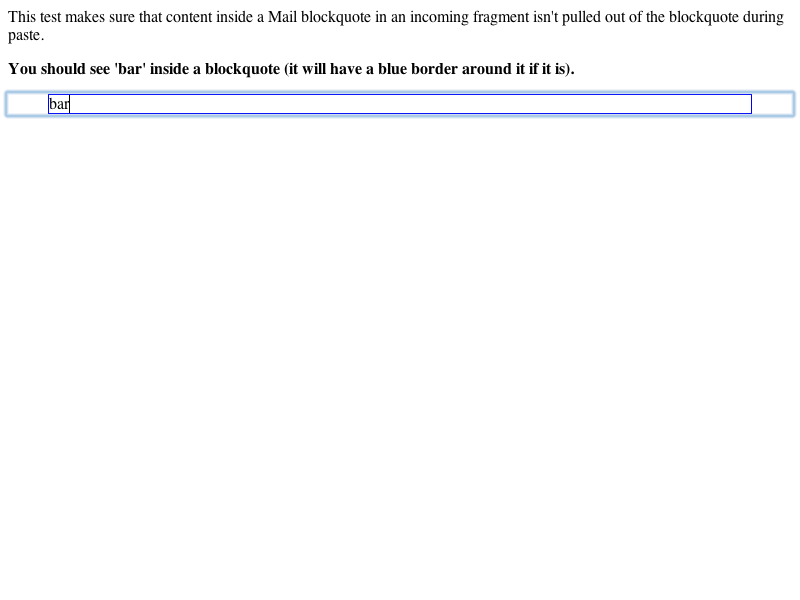 This test makes sure that content inside a Mail blockquote in an incoming fragment isn't pulled out of the blockquote during
paste.
You should see 'bar' inside a blockquote (it will have a blue border around it if it is).
bar